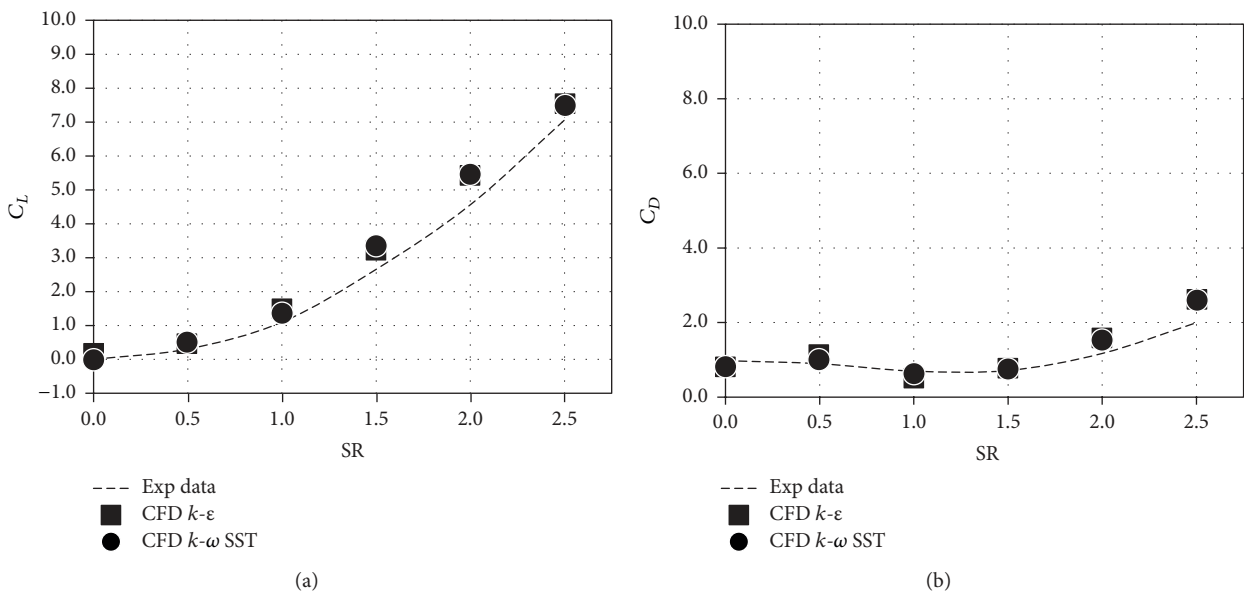 10.0
9.0
8.0
7.0
6.0
5.0
4.0
3.0
2.0
1.0
0.0
−1.0
C_L
0.0 0.5 1.0 1.5 2.0 2.5
SR
Exp data
CFD k-ε
CFD k-ω SST
(a)
10.0
8.0
6.0
4.0
2.0
0.0
C_D
0.0 0.5 1.0 1.5 2.0 2.5
SR
Exp data
CFD k-ε
CFD k-ω SST
(b)